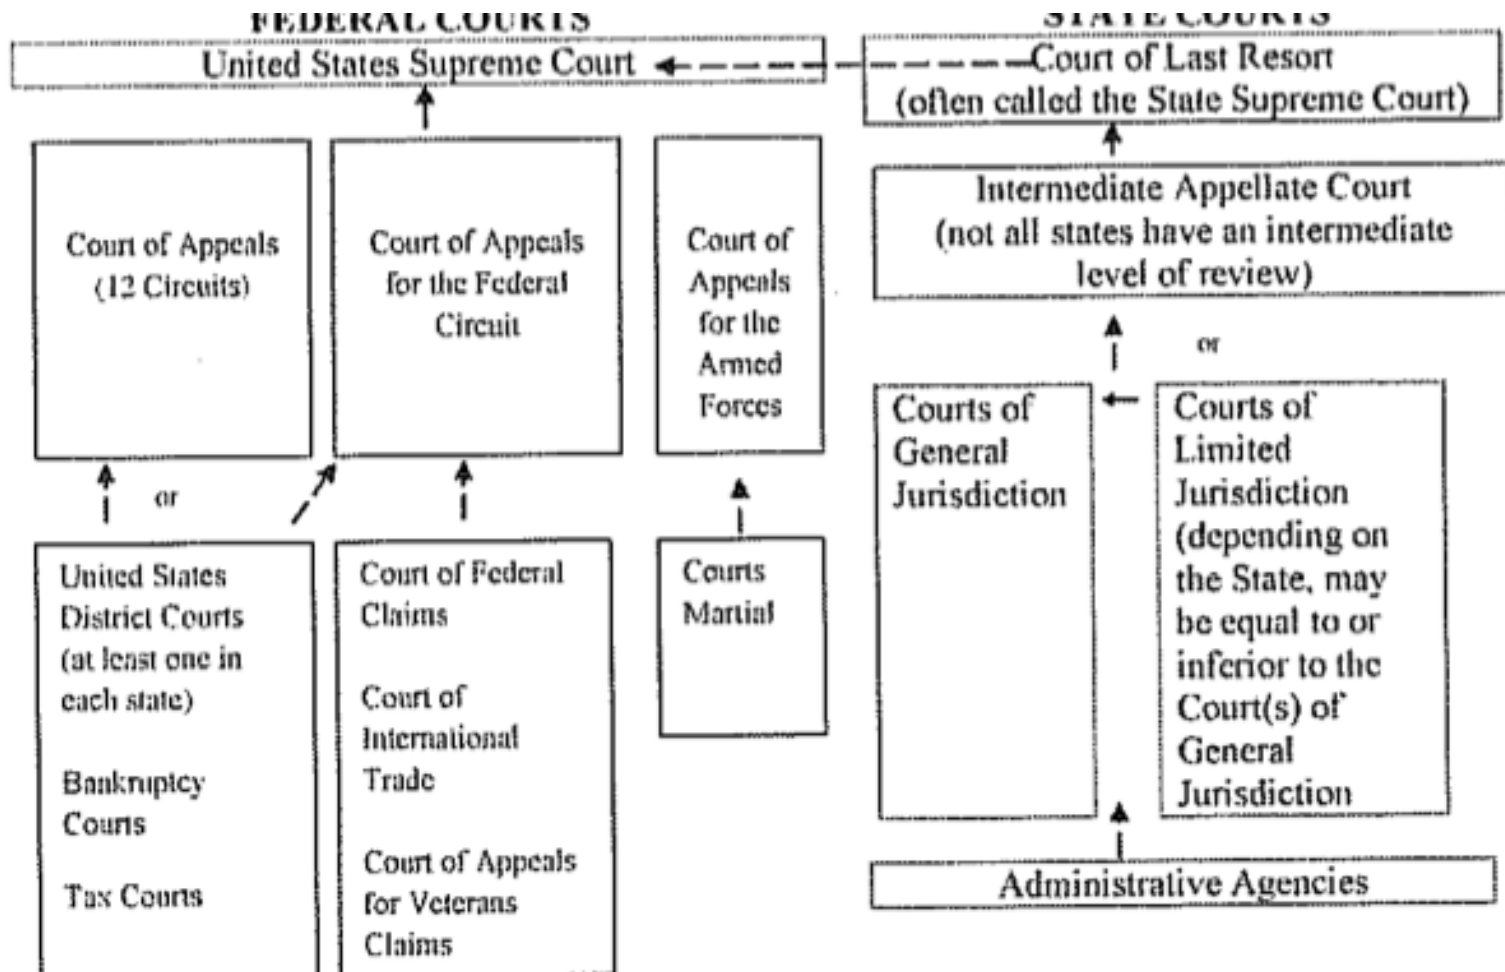 FEDERAL COURTS
United States Supreme Court
Court of Appeals
(12 Circuits)
Court of Appeals
for the Federal
Circuit
Court of
Appeals
for the
Armed
Forces
or
United States
District Courts
(at least one in
each state)
Bankruptcy
Courts
Tax Courts
Court of Federal
Claims
Court of
International
Trade
Court of Appeals
for Veterans
Claims
Courts
Martial
STATE COURTS
Court of Last Resort
(often called the State Supreme Court)
Intermediate Appellate Court
(not all states have an intermediate
level of review)
or
Courts of
General
Jurisdiction
Courts of
Limited
Jurisdiction
(depending on
the State, may
be equal to or
inferior to the
Court(s) of
General
Jurisdiction
Administrative Agencies